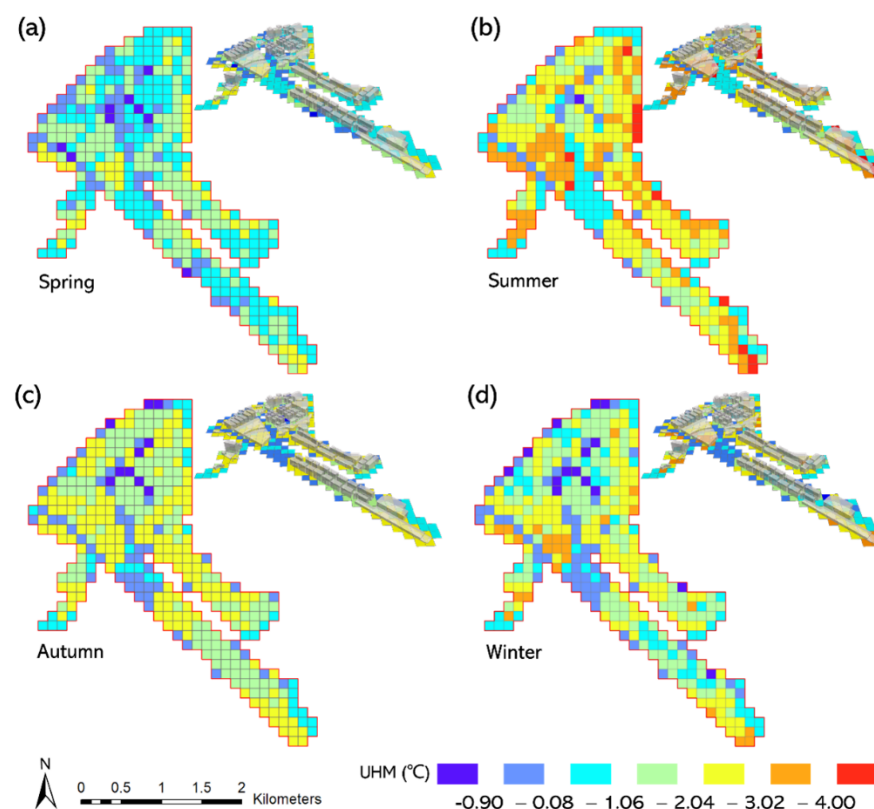 (a)
(b)
Spring
Summer
(c)
(d)
Autumn
Winter
N
0 0.5 1 1.5 2
Kilometers
UHM (℃)
-0.90 – 0.08 – 1.06 – 2.04 – 3.02 – 4.00